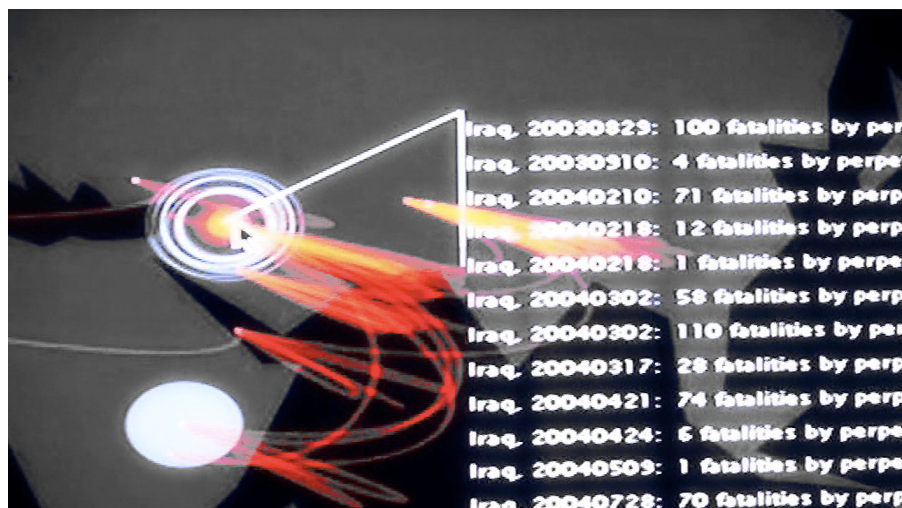 Iraq, 20030829: 100 fatalities by per
Iraq, 20030910: 4 fatalities by perpe
Iraq, 20040210: 71 fatalities by perp
Iraq, 20040218: 12 fatalities by perp
Iraq, 20040218: 1 fatalities by perpe
Iraq, 20040302: 58 fatalities by perp
Iraq, 20040302: 110 fatalities by per
Iraq, 20040317: 28 fatalities by perp
Iraq, 20040421: 74 fatalities by perp
Iraq, 20040424: 6 fatalities by perpe
Iraq, 20040509: 1 fatalities by perpe
Iraq, 20040728: 70 fatalities by perp